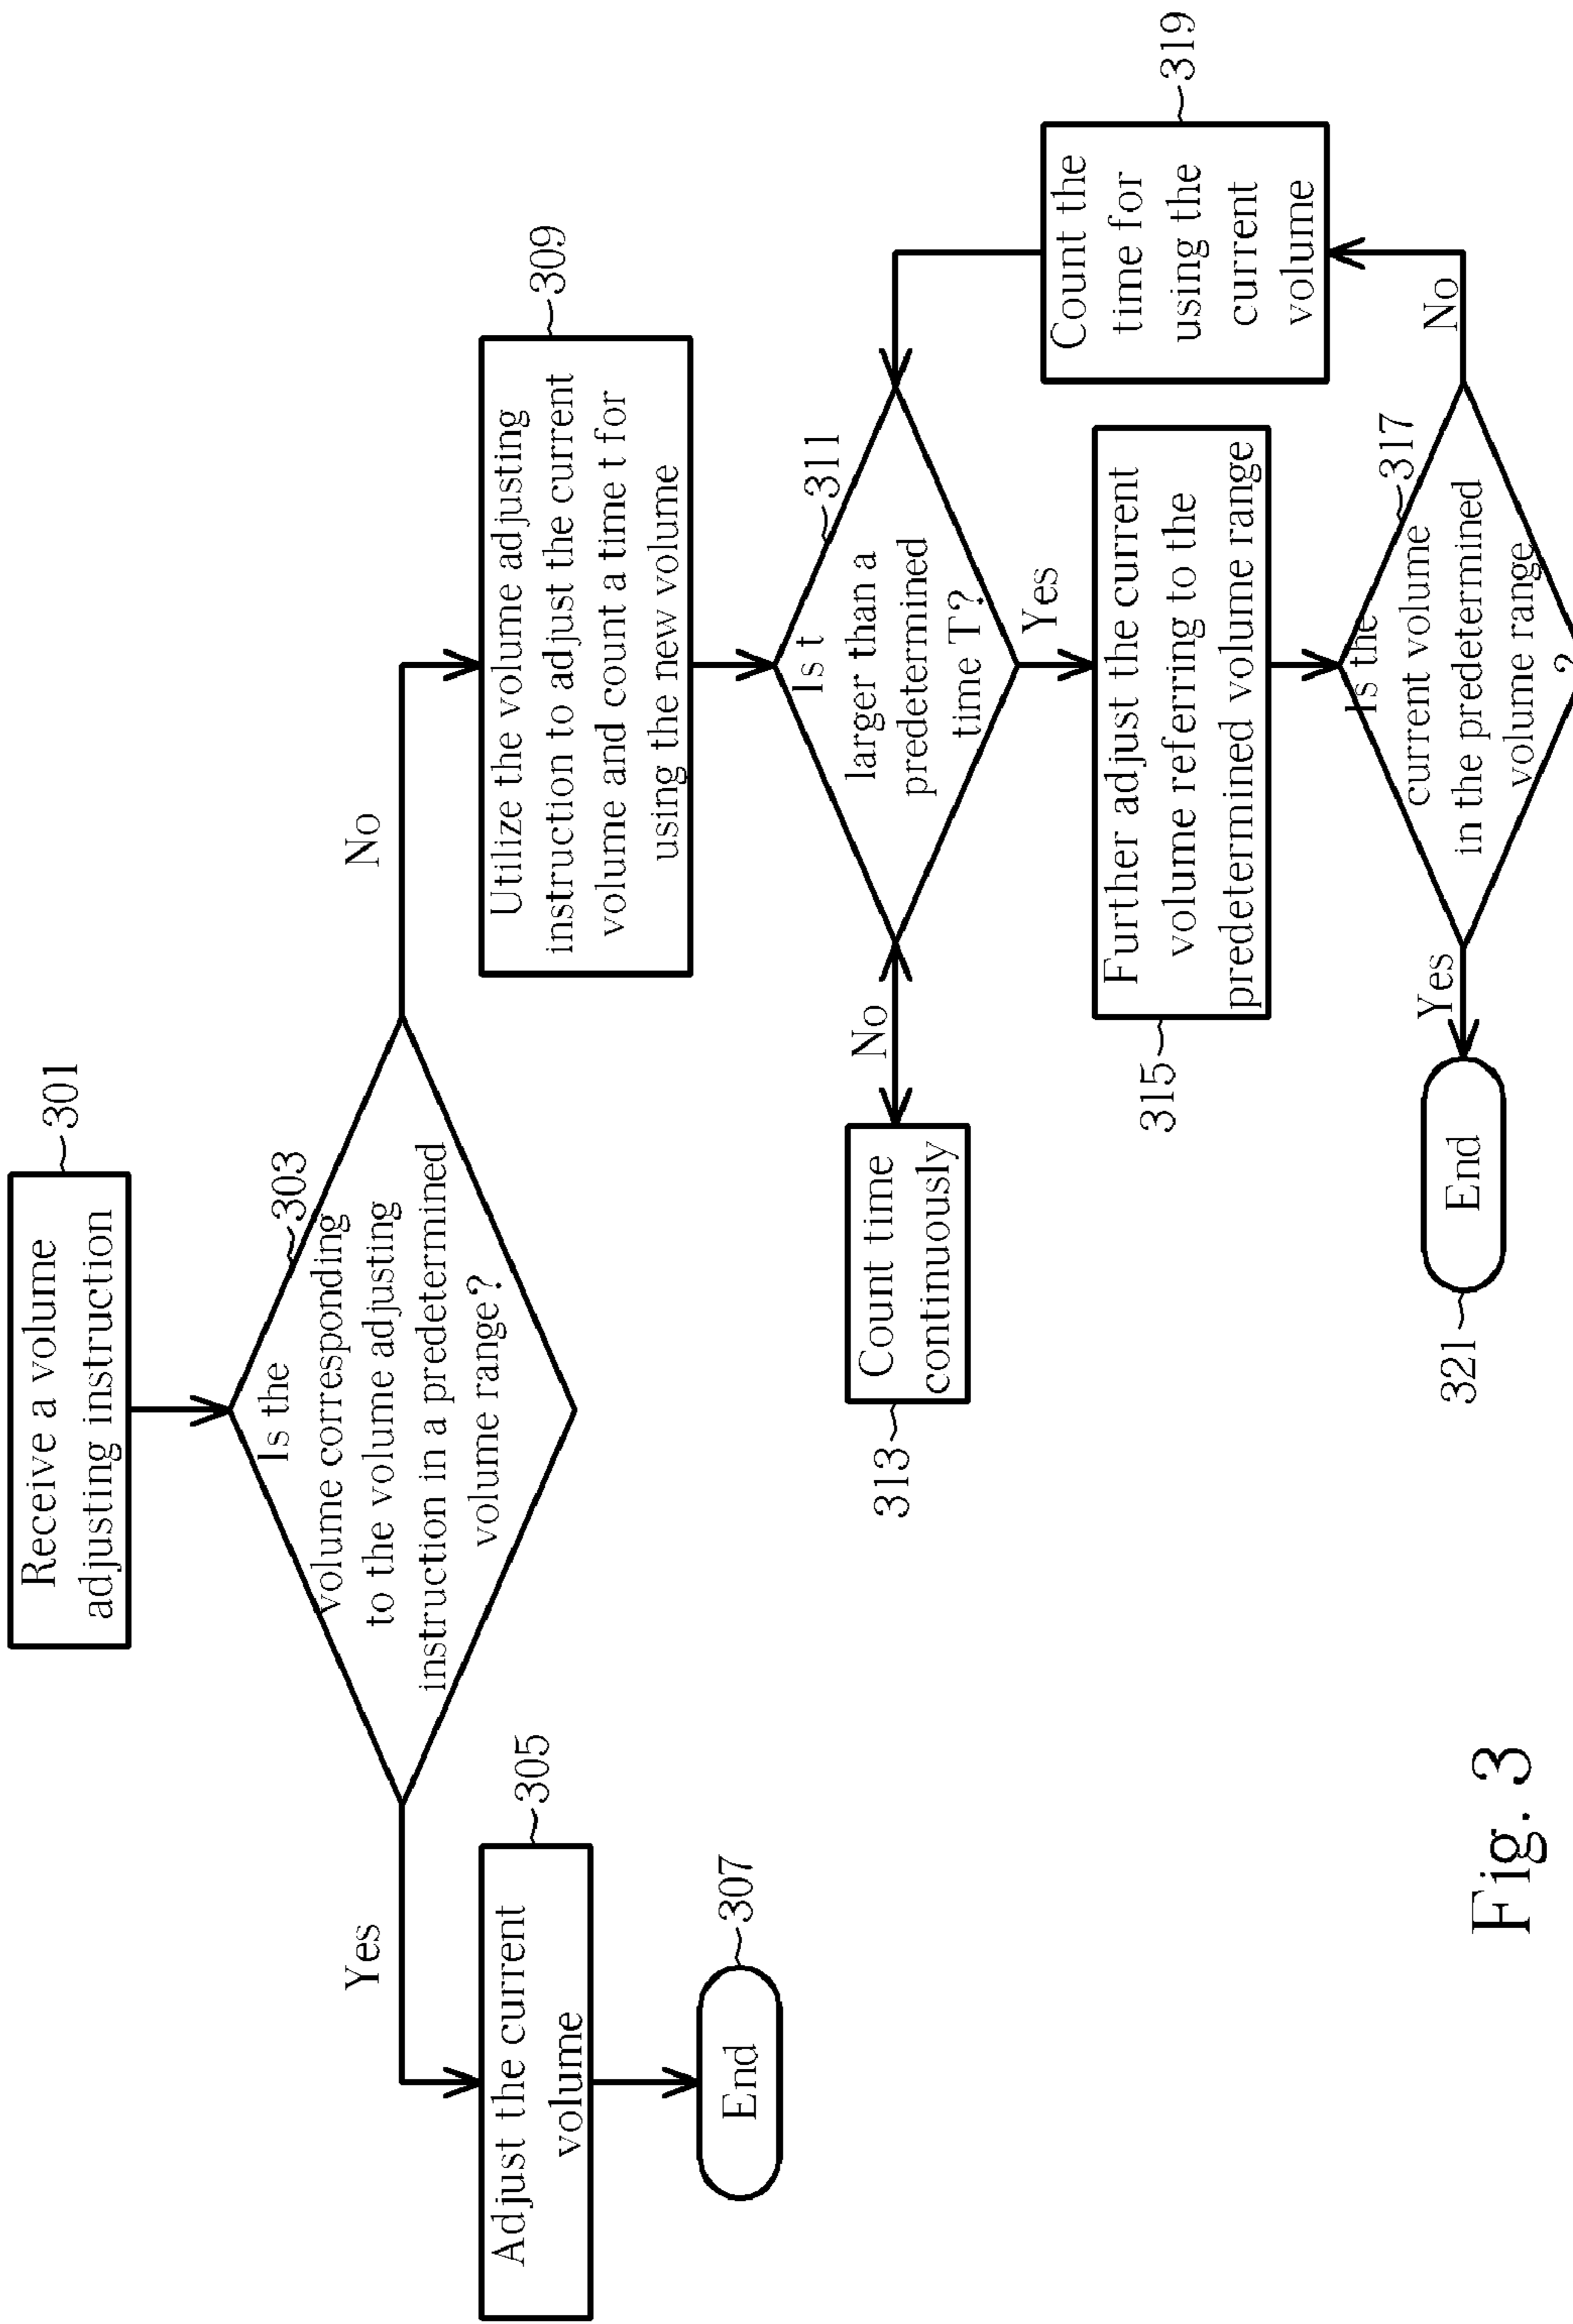 Receive a volume
adjusting instruction
301
Is the
volume corresponding
to the volume adjusting
instruction in a predetermined
volume range?
303
Yes
No
Adjust the current
volume
305
End
307
Utilize the volume adjusting
instruction to adjust the current
volume and count a time t for
using the new volume
309
Is t
larger than a
predetermined
time T?
311
No
Yes
Count time
continuously
313
Further adjust the current
volume referring to the
predetermined volume range
315
Is the
current volume
in the predetermined
volume range
?
317
Yes
No
Count the
time for
using the
current
volume
319
End
321
Fig. 3